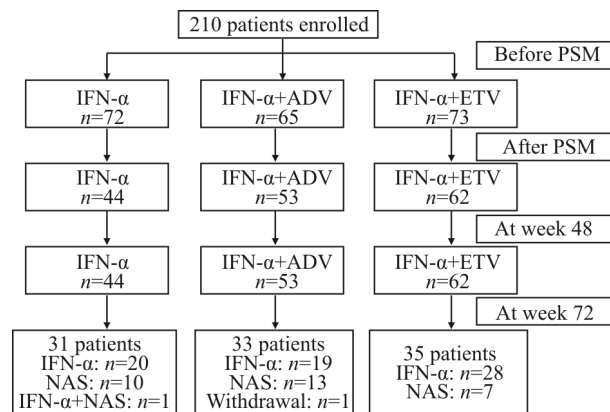 210 patients enrolled
Before PSM
IFN-α
n=72
IFN-α+ADV
n=65
IFN-α+ETV
n=73
After PSM
IFN-α
n=44
IFN-α+ADV
n=53
IFN-α+ETV
n=62
At week 48
IFN-α
n=44
IFN-α+ADV
n=53
IFN-α+ETV
n=62
At week 72
31 patients
IFN-α: n=20
NAS: n=10
IFN-α+NAS: n=1
33 patients
IFN-α: n=19
NAS: n=13
Withdrawal: n=1
35 patients
IFN-α: n=28
NAS: n=7